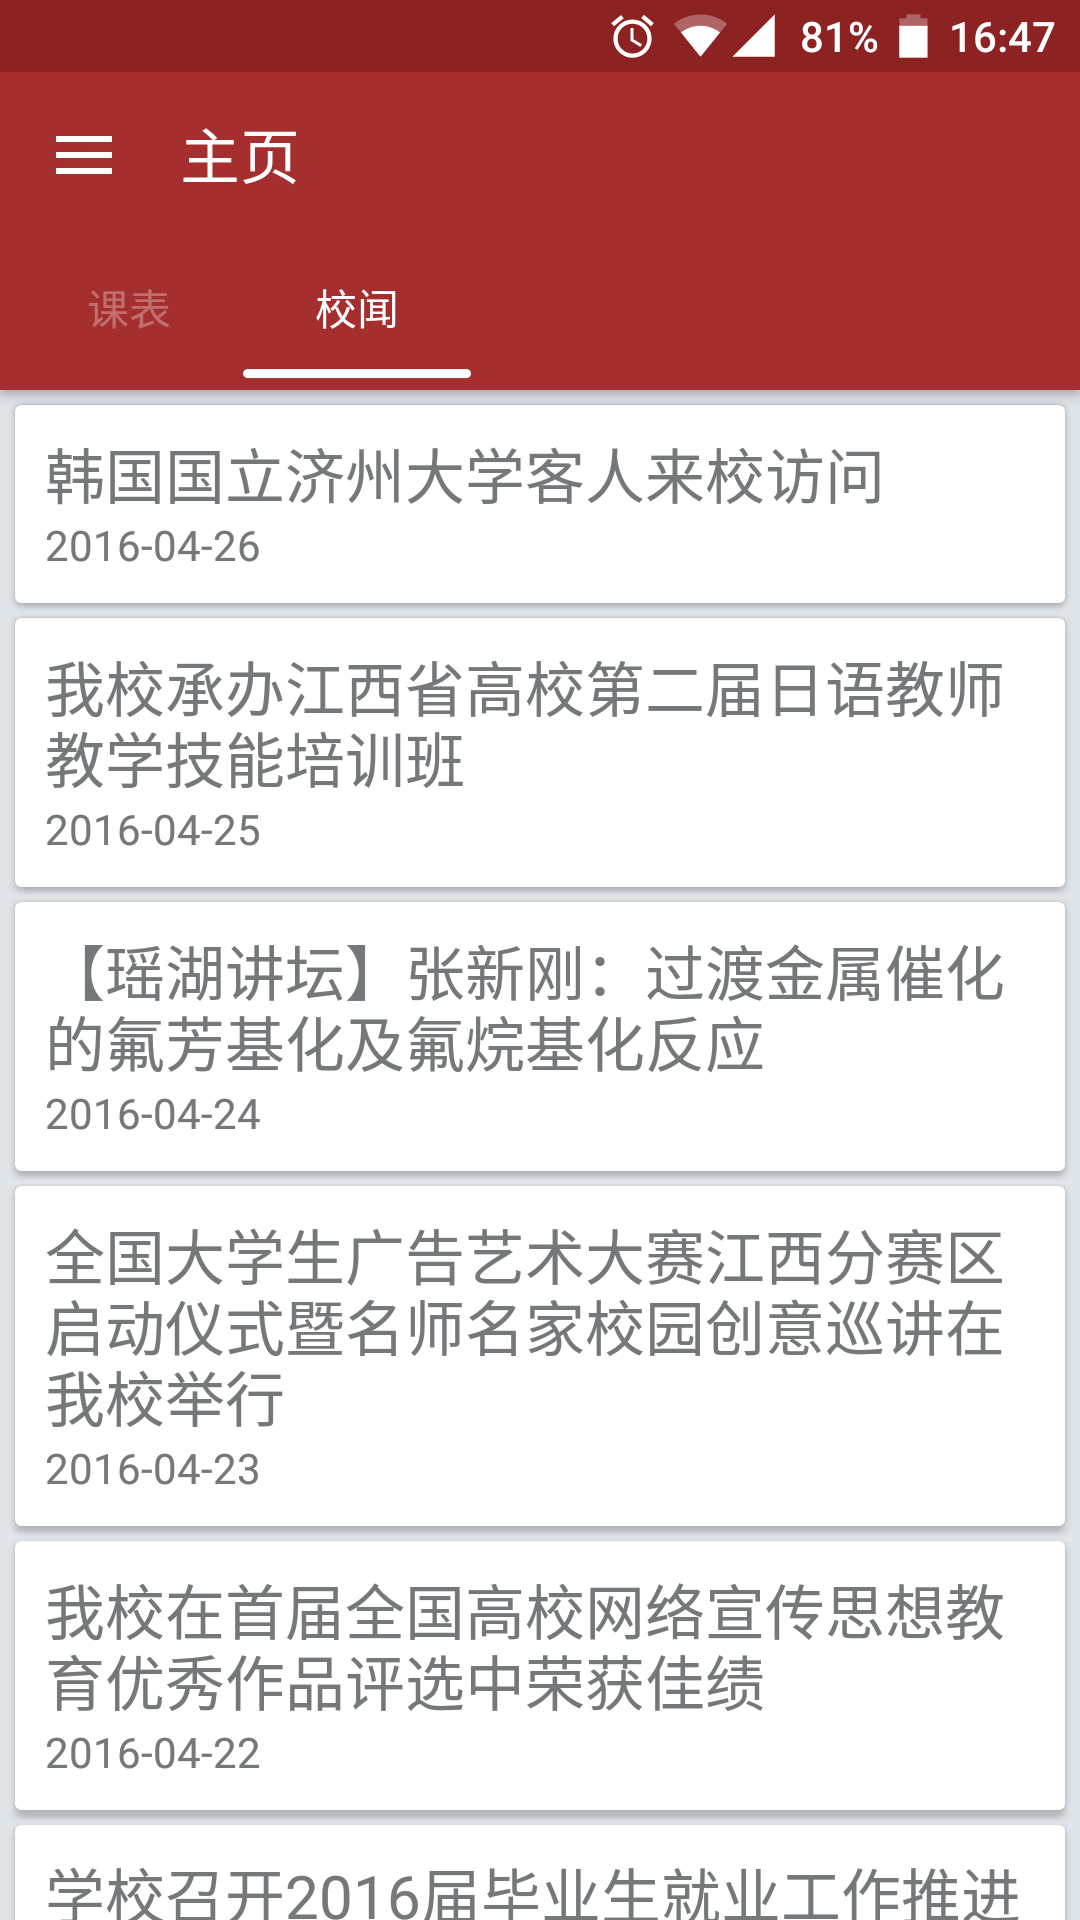 81% 16:47
主页
课表 校闻
韩国国立济州大学客人来校访问
2016-04-26
我校承办江西省高校第二届日语教师
教学技能培训班
2016-04-25
【瑶湖讲坛】张新刚：过渡金属催化
的氟芳基化及氟烷基化反应
2016-04-24
全国大学生广告艺术大赛江西分赛区
启动仪式暨名师名家校园创意巡讲在
我校举行
2016-04-23
我校在首届全国高校网络宣传思想教
育优秀作品评选中荣获佳绩
2016-04-22
学校召开2016届毕业生就业工作推进